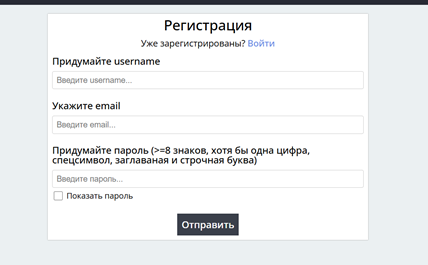 Регистрация
Уже зарегистрированы? Войти
Придумайте username
Введите username...
Укажите email
Введите email...
Придумайте пароль (>=8 знаков, хотя бы одна цифра,
спецсимвол, заглаваная и строчная буква)
Введите пароль...
Показать пароль
Отправить